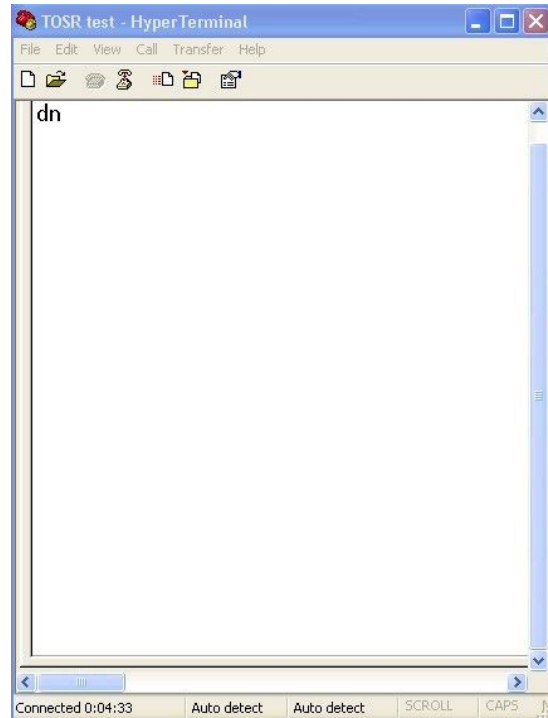 TOSR test - HyperTerminal
File Edit View Call Transfer Help
dn
Connected 0:04:33 Auto detect Auto detect SCROLL CAPS